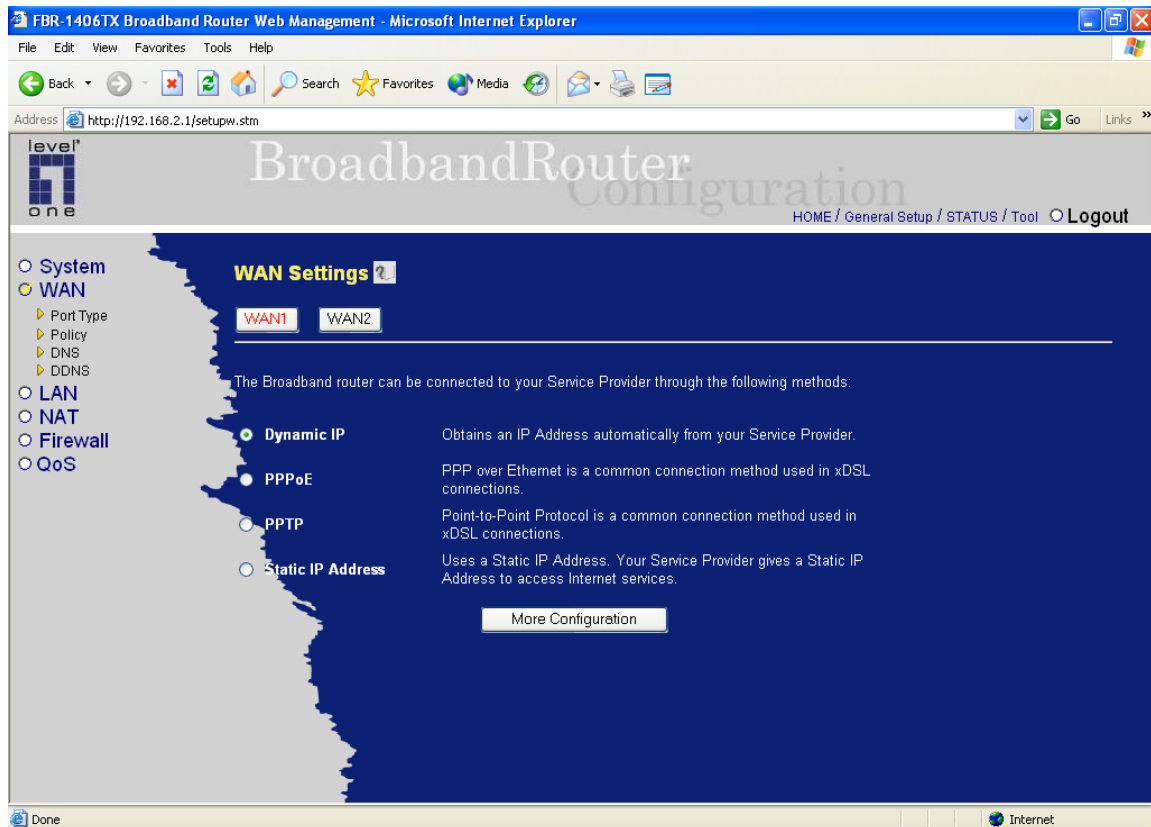 FBR-1406TX Broadband Router Web Management - Microsoft Internet Explorer
File Edit View Favorites Tools Help
Back Search Favorites Media
Address http://192.168.2.1/setupw.stm Go Links »
level*
one
BroadbandRouter
Configuration
HOME / General Setup / STATUS / Tool Logout
System
WAN
Port Type
Policy
DNS
DDNS
LAN
NAT
Firewall
QoS
WAN Settings
WAN1 WAN2
The Broadband router can be connected to your Service Provider through the following methods:
Dynamic IP Obtains an IP Address automatically from your Service Provider.
PPPoE PPP over Ethernet is a common connection method used in xDSL
connections.
PPTP Point-to-Point Protocol is a common connection method used in
xDSL connections.
Static IP Address Uses a Static IP Address. Your Service Provider gives a Static IP
Address to access Internet services.
More Configuration
Done Internet